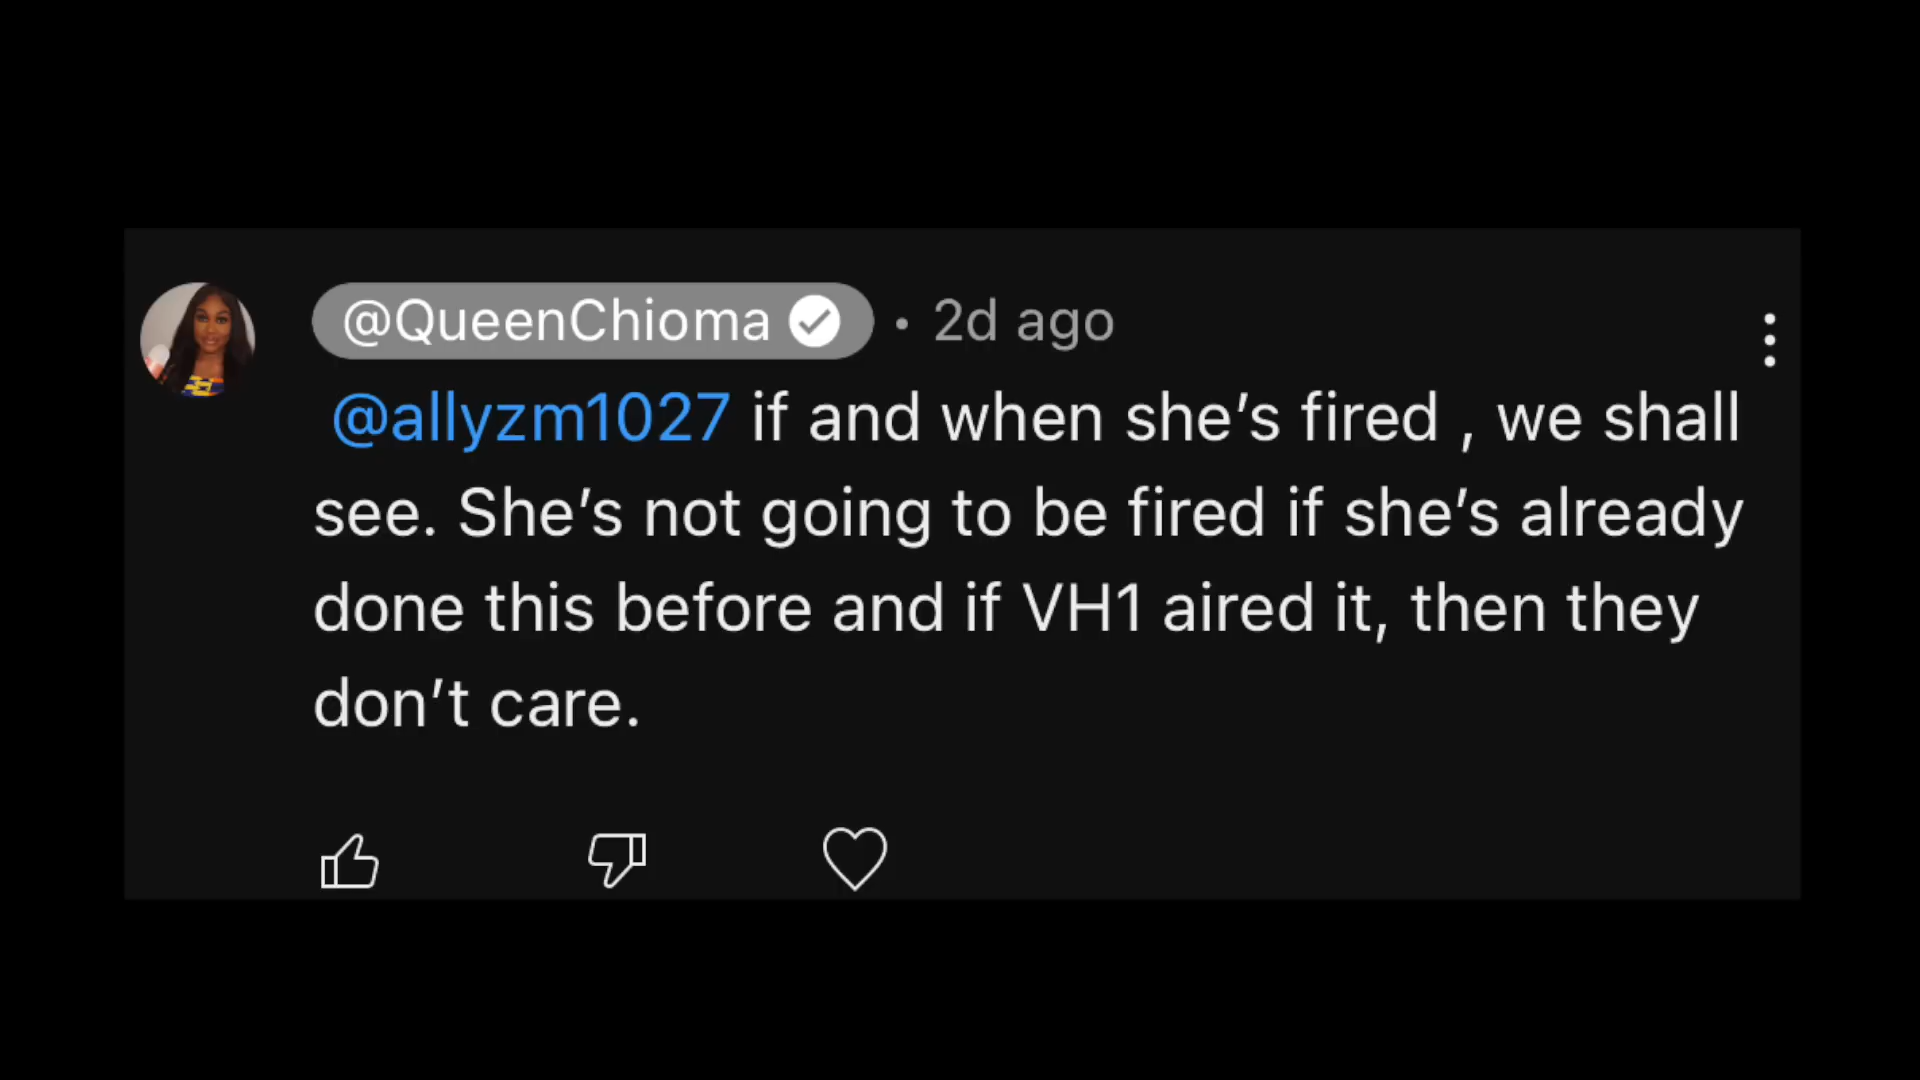 @QueenChioma • 2d ago
@allyzm1027 if and when she’s fired , we shall
see. She’s not going to be fired if she’s already
done this before and if VH1 aired it, then they
don’t care.